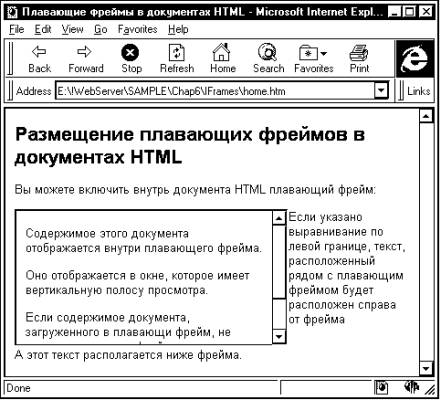 Плавающие фреймы в документах HTML - Microsoft Internet Expl...
File Edit View Go Favorites Help
Back Forward Stop Refresh Home Search Favorites Print
Address E:\!WebServer\SAMPLE\Chap6\IFrames\home.htm Links
Размещение плавающих фреймов в
документах HTML
Вы можете включить внутрь документа HTML плавающий фрейм:
Содержимое этого документа
отображается внутри плавающего фрейма.
Оно отображается в окне, которое имеет
вертикальную полосу просмотра.
Если содержимое документа,
загруженного в плавающи фрейм, не
Если указано
выравнивание по
левой границе, текст,
расположенный
рядом с плавающим
фреймом будет
расположен справа
от фрейма
А этот текст располагается ниже фрейма.
Done